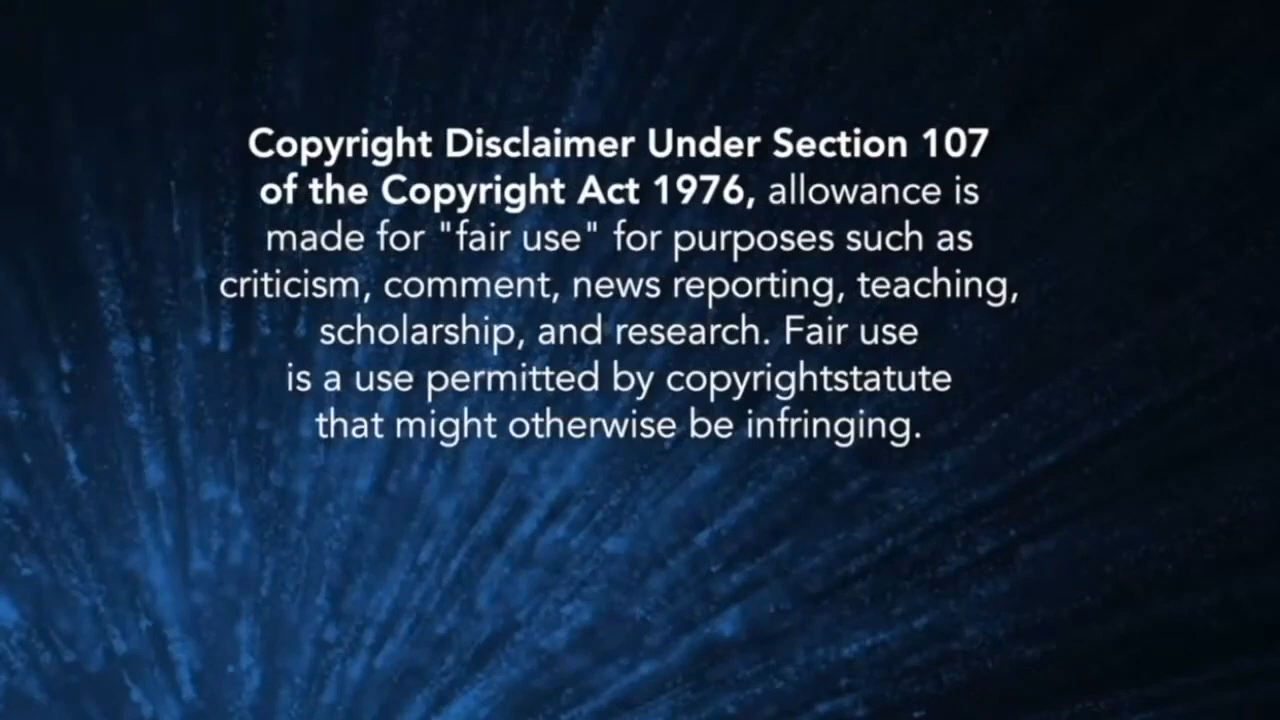 Copyright Disclaimer Under Section 107
of the Copyright Act 1976, allowance is
made for "fair use" for purposes such as
criticism, comment, news reporting, teaching,
scholarship, and research. Fair use
is a use permitted by copyrightstatute
that might otherwise be infringing.